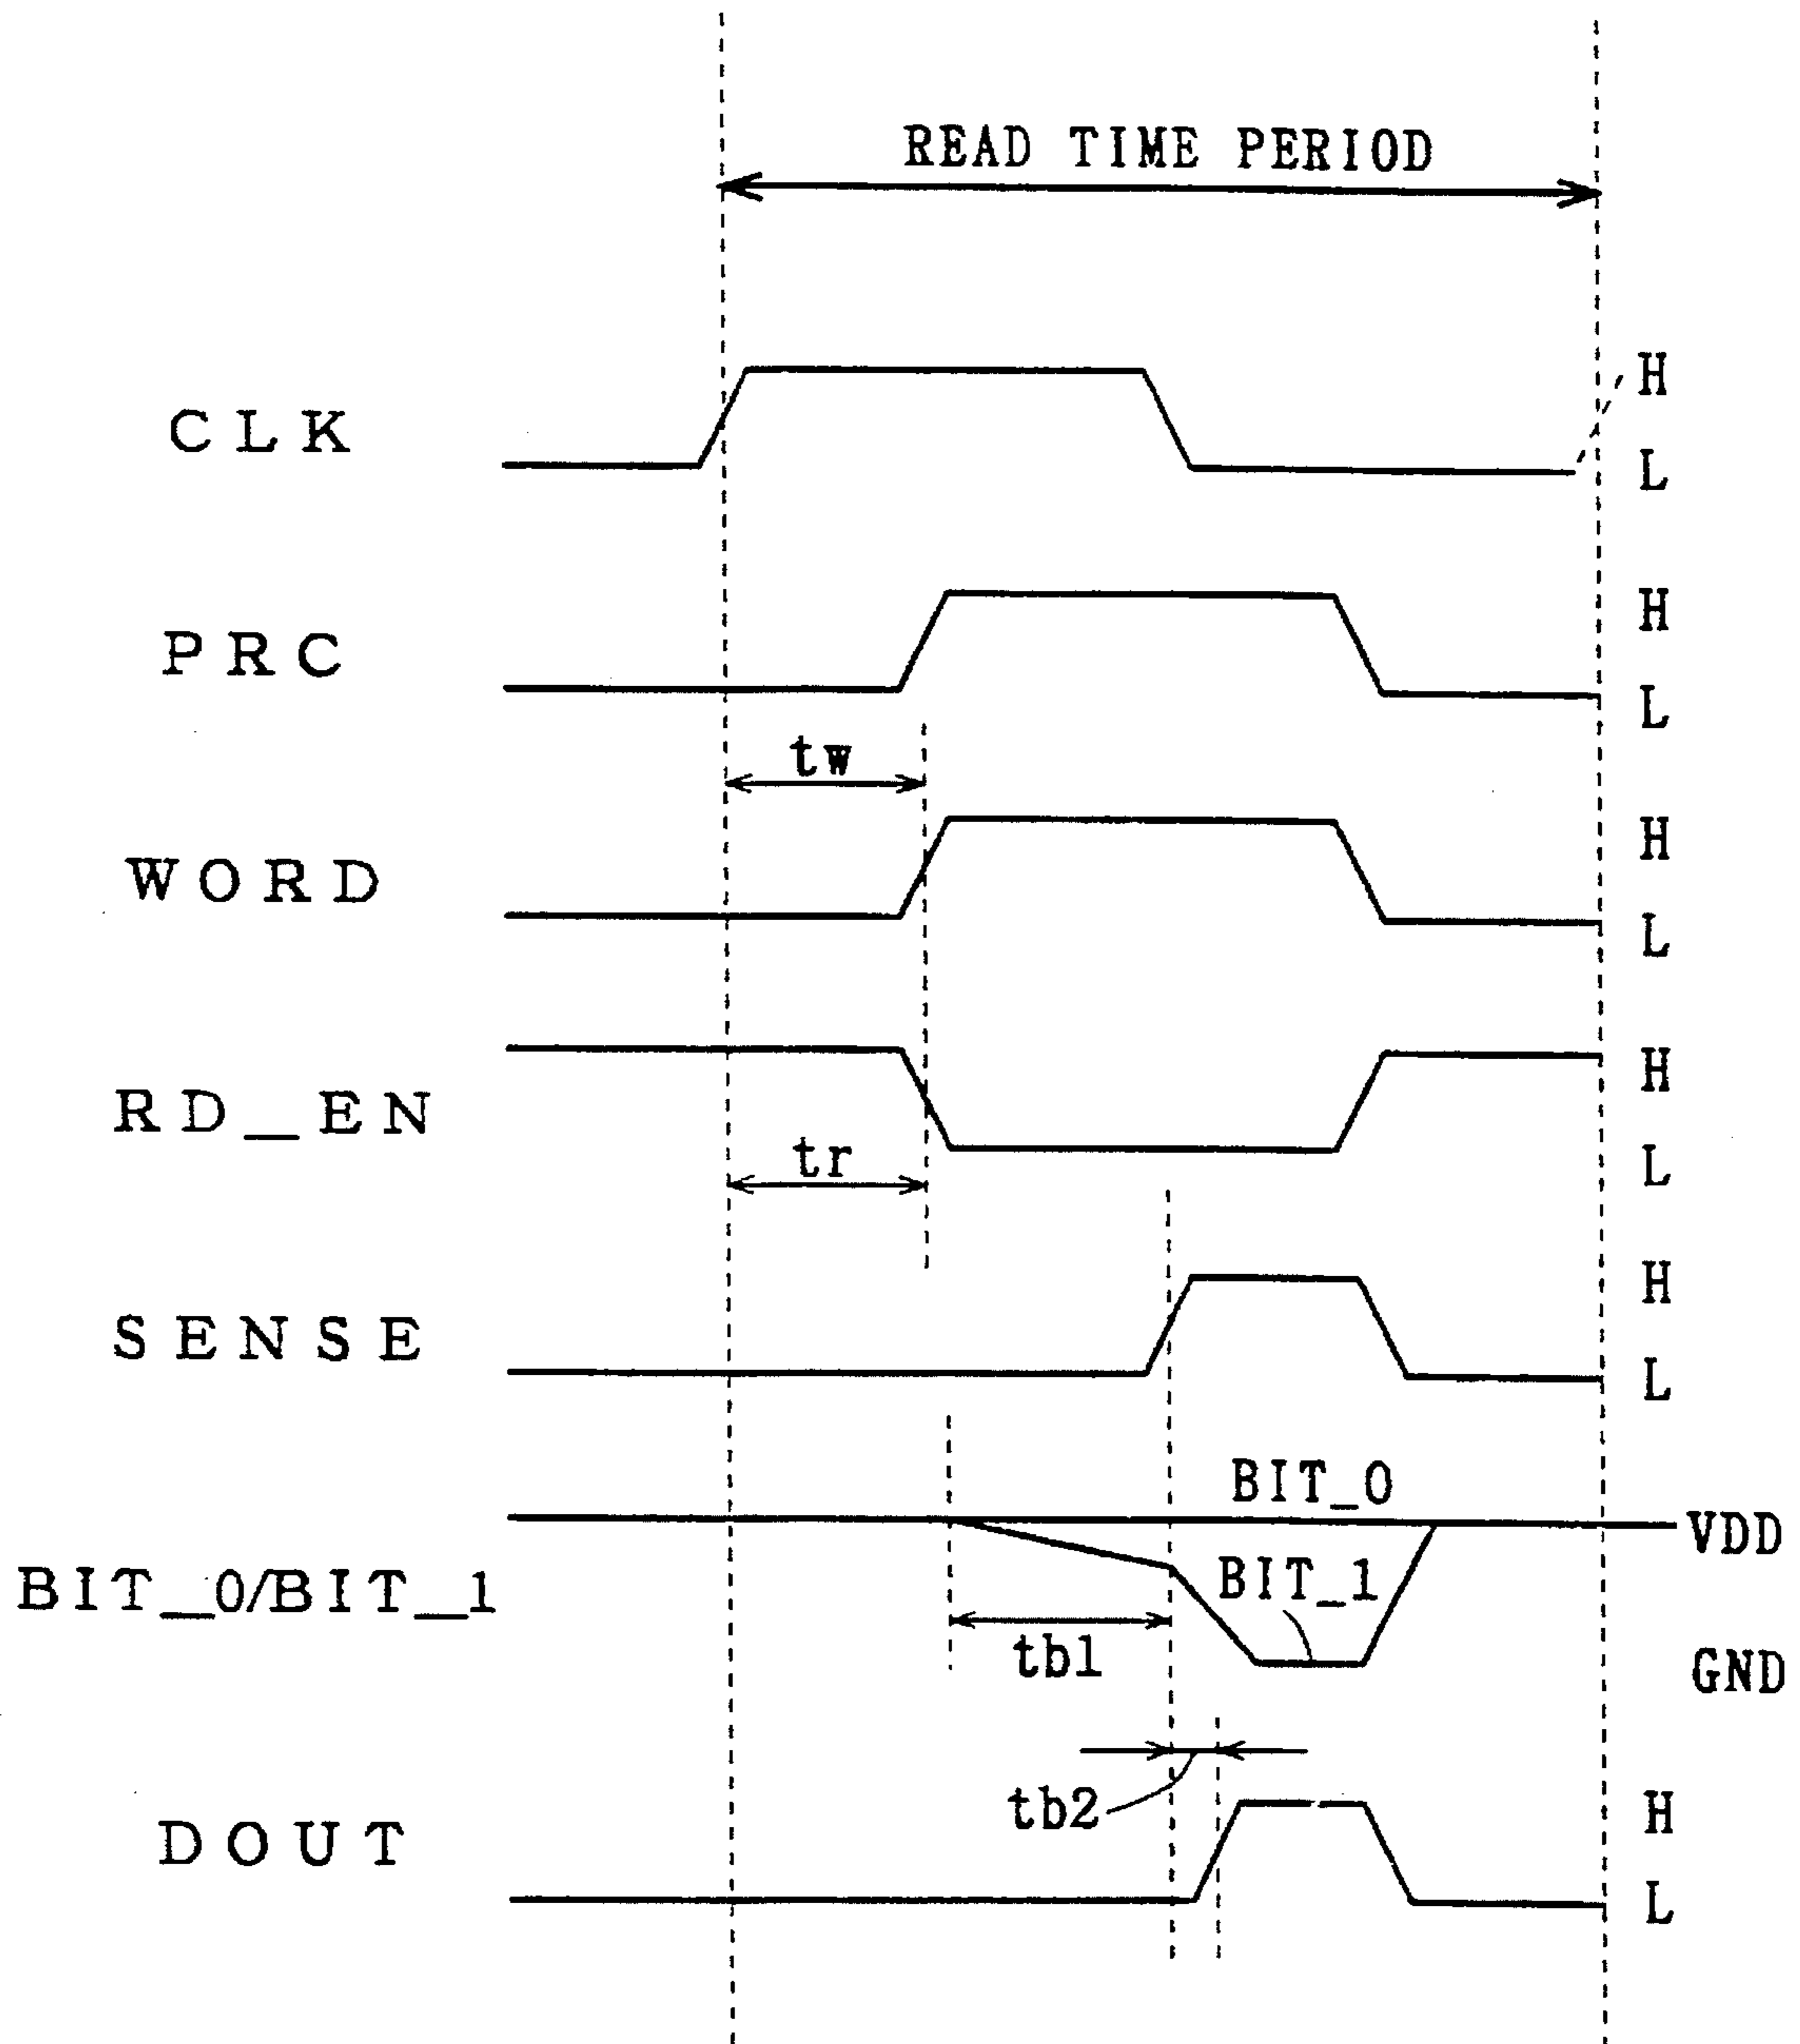 READ TIME PERIOD
CLK
H
L
PRC
H
L
tw
WORD
H
L
RD_EN
H
L
tr
SENSE
H
L
BIT_0/BIT_1
BIT_0
VDD
BIT_1
tb1
GND
tb2
DOUT
H
L